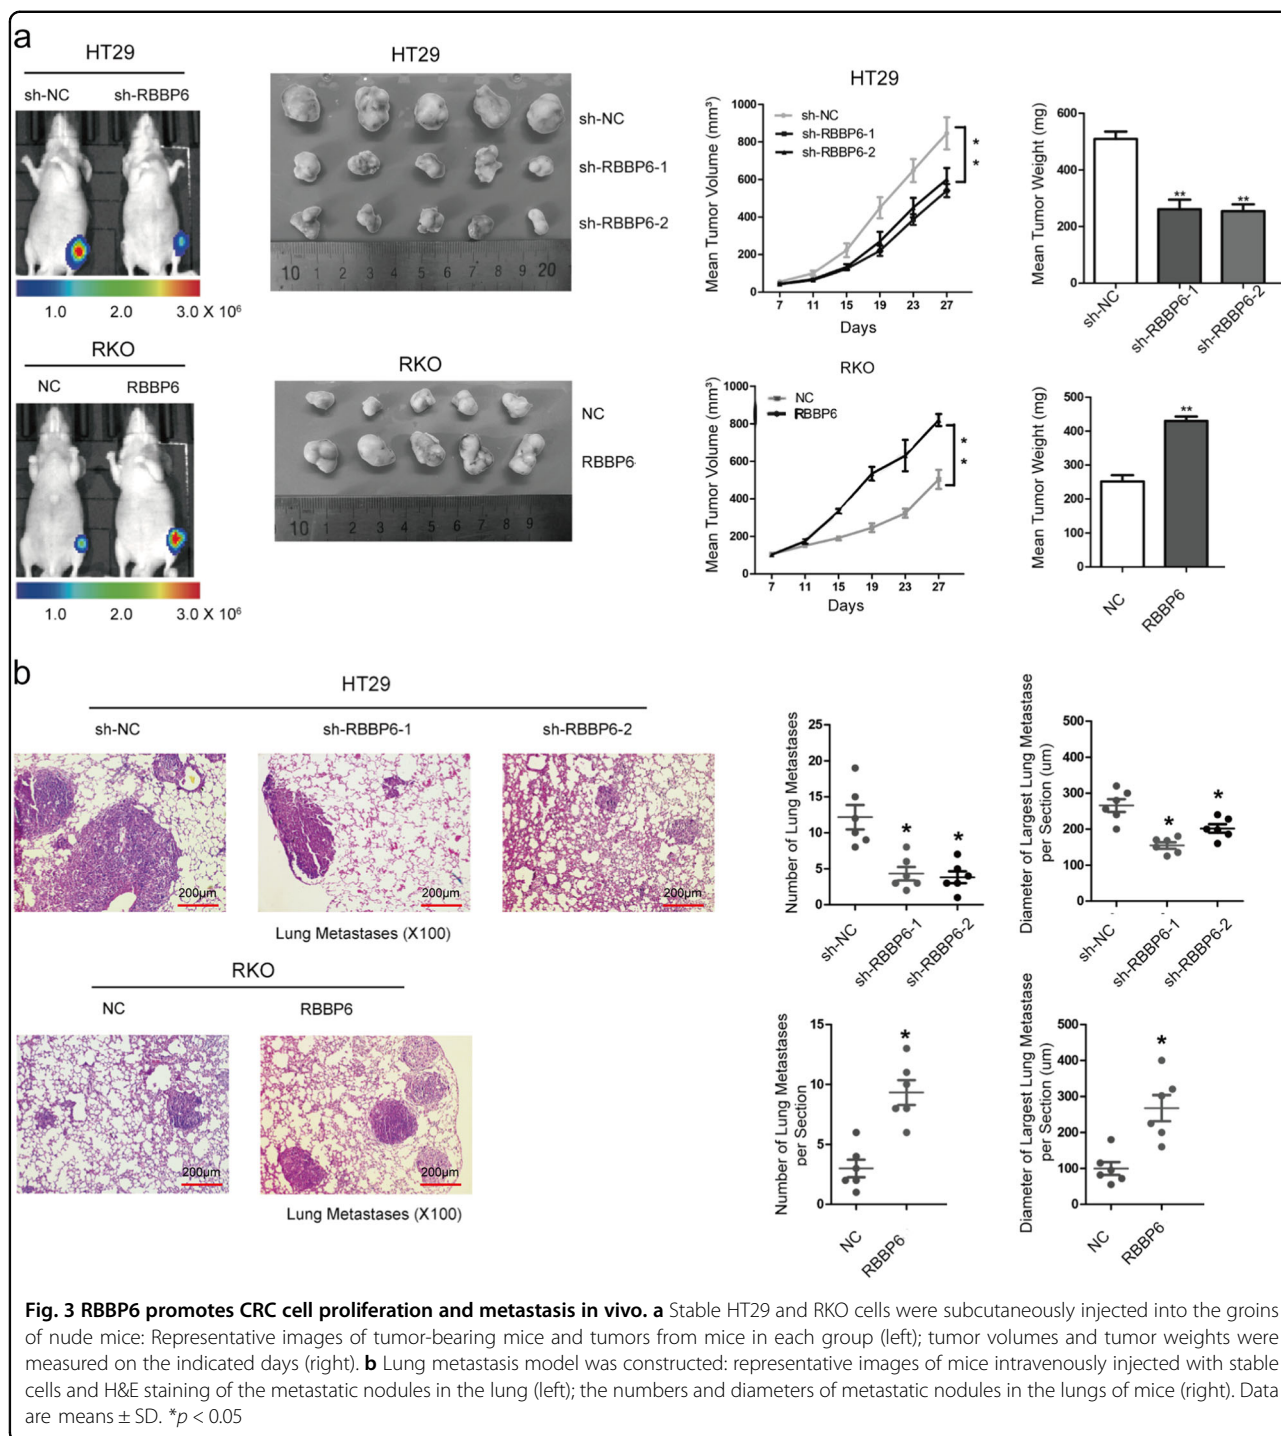 a
HT29
sh-NC sh-RBBP6
1.0 2.0 3.0 X 10⁶
HT29
sh-NC
sh-RBBP6-1
sh-RBBP6-2
10 1 2 3 4 5 6 7 8 9 20
HT29
Mean Tumor Volume (mm³)
1000
800
600
400
200
0
sh-NC
sh-RBBP6-1
sh-RBBP6-2
* *
7 11 15 19 23 27
Days
Mean Tumor Weight (mg)
600
400
200
0
** **
sh-NC sh-RBBP6-1 sh-RBBP6-2
RKO
NC RBBP6
1.0 2.0 3.0 X 10⁶
RKO
NC
RBBP6
10 1 2 3 4 5 6 7 8 9
RKO
Mean Tumor Volume (mm³)
1000
800
600
400
200
0
NC
RBBP6
* *
7 11 15 19 23 27
Days
Mean Tumor Weight (mg)
500
400
300
200
100
0
**
NC RBBP6
b
HT29
sh-NC sh-RBBP6-1 sh-RBBP6-2
200μm 200μm 200μm
Lung Metastases (X100)
Number of Lung Metastases
25
20
15
10
5
0
* *
sh-NC sh-RBBP6-1 sh-RBBP6-2
Diameter of Largest Lung Metastase
per Section (um)
500
400
300
200
100
0
* *
sh-NC sh-RBBP6-1 sh-RBBP6-2
RKO
NC RBBP6
200μm 200μm
Lung Metastases (X100)
Number of Lung Metastases
per Section
15
10
5
0
*
NC RBBP6
Diameter of Largest Lung Metastase
per Section (um)
500
400
300
200
100
0
*
NC RBBP6
Fig. 3 RBBP6 promotes CRC cell proliferation and metastasis in vivo. a Stable HT29 and RKO cells were subcutaneously injected into the groins
of nude mice: Representative images of tumor-bearing mice and tumors from mice in each group (left); tumor volumes and tumor weights were
measured on the indicated days (right). b Lung metastasis model was constructed: representative images of mice intravenously injected with stable
cells and H&E staining of the metastatic nodules in the lung (left); the numbers and diameters of metastatic nodules in the lungs of mice (right). Data
are means ± SD. *p < 0.05